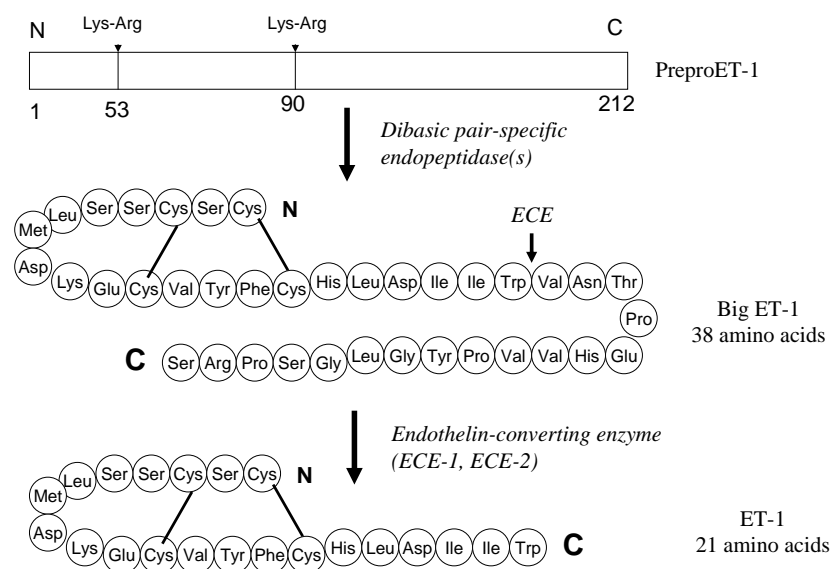 N Lys-Arg Lys-Arg C
PreproET-1
1 53 90 212
Dibasic pair-specific
endopeptidase(s)
Leu Ser Ser Cys Ser Cys N
Met
ECE
Asp
Lys Glu Cys Val Tyr Phe Cys His Leu Asp Ile Ile Trp Val Asn Thr
Pro
Big ET-1
38 amino acids
C Ser Arg Pro Ser Gly Leu Gly Tyr Pro Val Val His Glu
Endothelin-converting enzyme
(ECE-1, ECE-2)
Leu Ser Ser Cys Ser Cys N
Met
Asp
Lys Glu Cys Val Tyr Phe Cys His Leu Asp Ile Ile Trp C
ET-1
21 amino acids